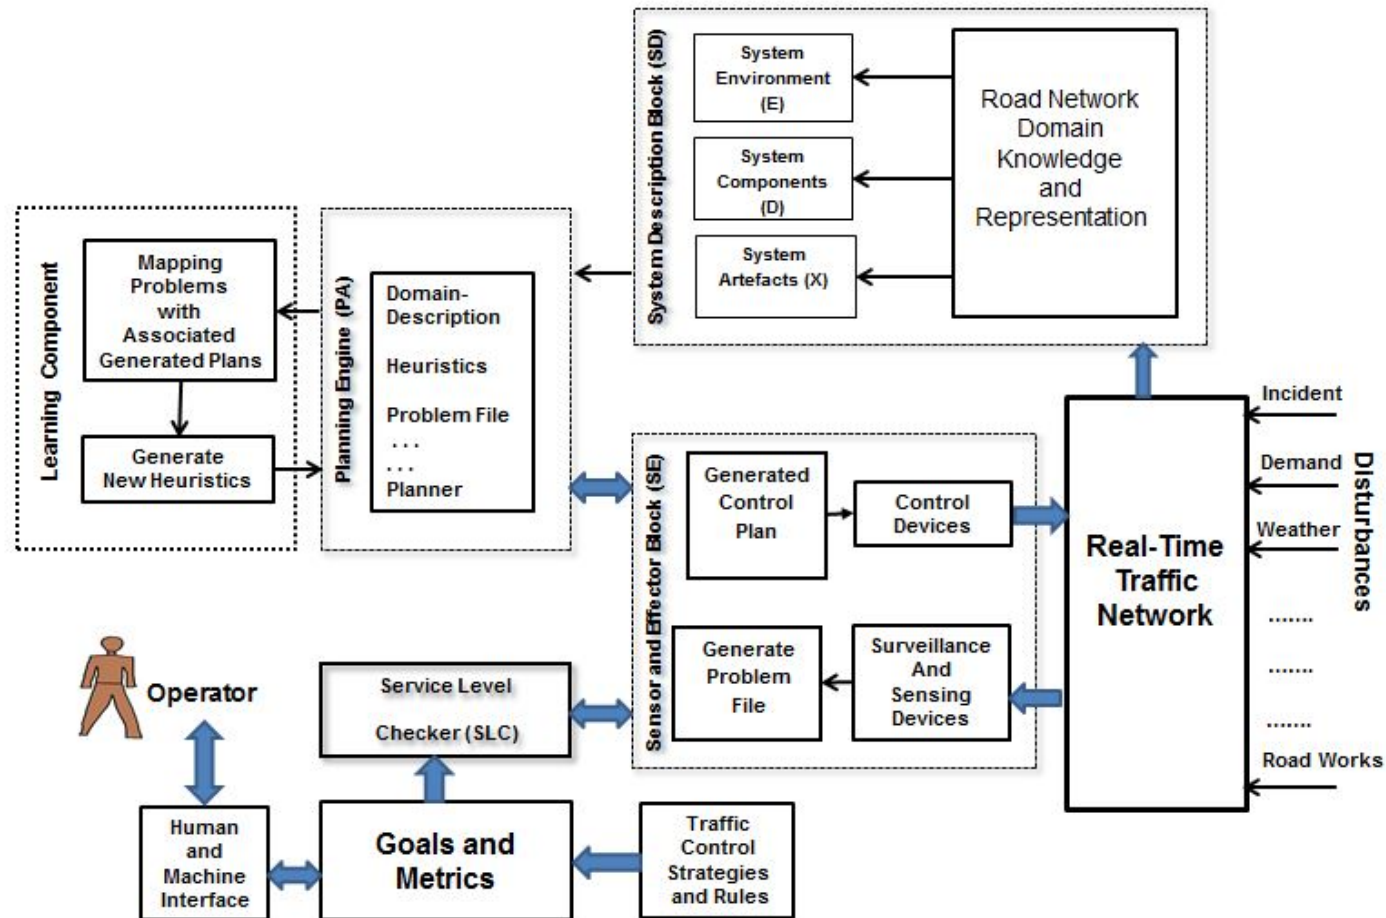 System Description Block (SD)
System
Environment
(E)
System
Components
(D)
System
Artefacts (X)
Road Network
Domain
Knowledge
and
Representation
Learning Component
Mapping
Problems
with
Associated
Generated Plans
Generate
New Heuristics
Planning Engine (PA)
Domain-
Description
Heuristics
Problem File
. . .
. . .
Planner
Sensor and Effector Block (SE)
Generated
Control
Plan
Control
Devices
Generate
Problem
File
Surveillance
And
Sensing
Devices
Real-Time
Traffic
Network
Incident
Demand
Weather
.......
.......
.......
Road Works
Disturbances
Operator
Service Level
Checker (SLC)
Human
and
Machine
Interface
Goals and
Metrics
Traffic
Control
Strategies
and Rules